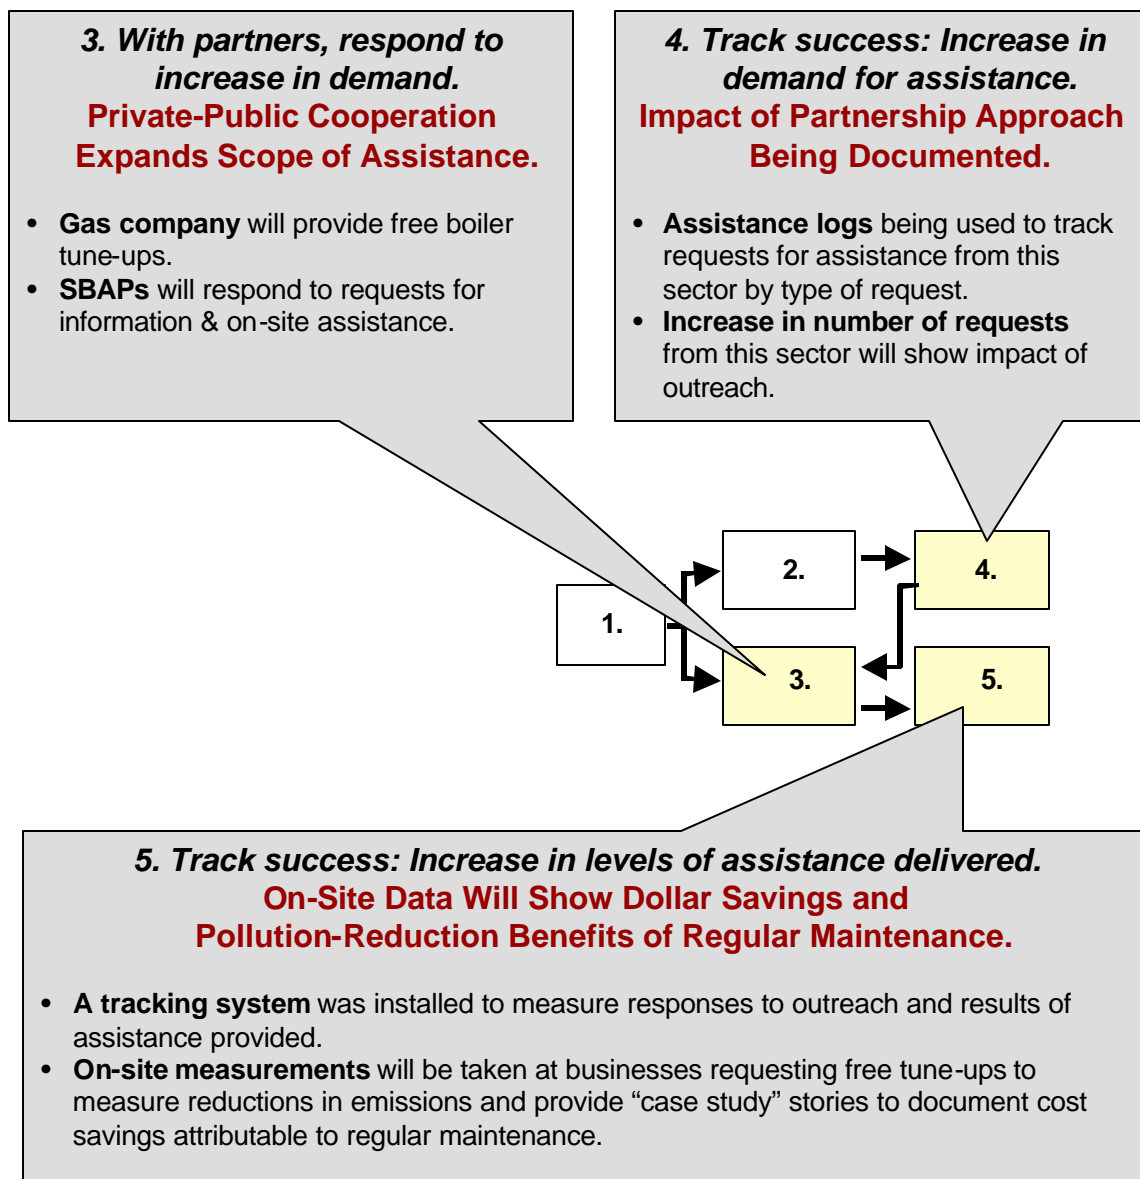 3. With partners, respond to
increase in demand.
Private-Public Cooperation
Expands Scope of Assistance.
• Gas company will provide free boiler
tune-ups.
• SBAPs will respond to requests for
information & on-site assistance.
4. Track success: Increase in
demand for assistance.
Impact of Partnership Approach
Being Documented.
• Assistance logs being used to track
requests for assistance from this
sector by type of request.
• Increase in number of requests
from this sector will show impact of
outreach.
1.
2.
4.
3.
5.
5. Track success: Increase in levels of assistance delivered.
On-Site Data Will Show Dollar Savings and
Pollution-Reduction Benefits of Regular Maintenance.
• A tracking system was installed to measure responses to outreach and results of
assistance provided.
• On-site measurements will be taken at businesses requesting free tune-ups to
measure reductions in emissions and provide “case study” stories to document cost
savings attributable to regular maintenance.